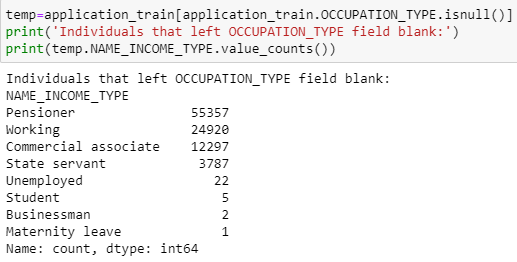 temp=application_train[application_train.OCCUPATION_TYPE.isnull()]
print('Individuals that left OCCUPATION_TYPE field blank:')
print(temp.NAME_INCOME_TYPE.value_counts())
Individuals that left OCCUPATION_TYPE field blank:
NAME_INCOME_TYPE
Pensioner               55357
Working                 24920
Commercial associate    12297
State servant            3787
Unemployed                 22
Student                     5
Businessman                 2
Maternity leave             1
Name: count, dtype: int64